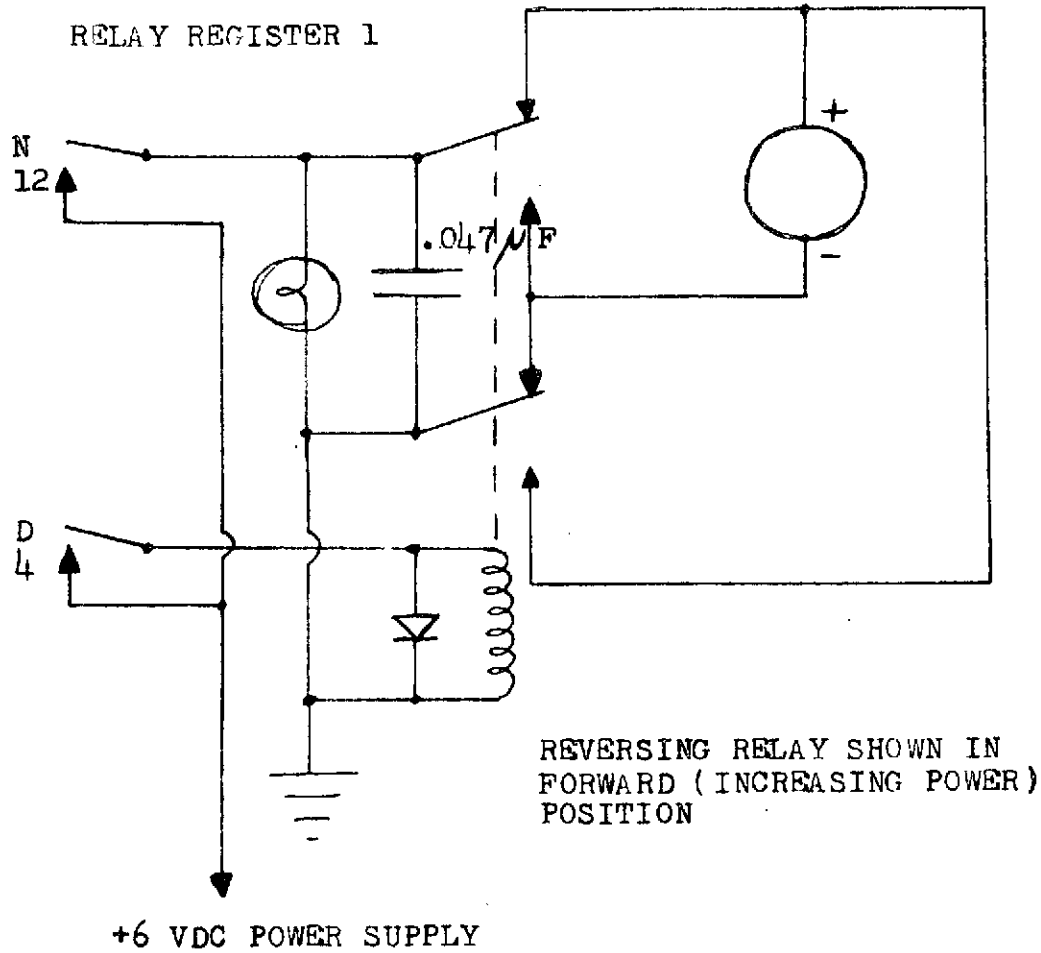 RELAY REGISTER 1
N
12
+
.047 μF
-
D
4
REVERSING RELAY SHOWN IN
FORWARD (INCREASING POWER)
POSITION
+6 VDC POWER SUPPLY